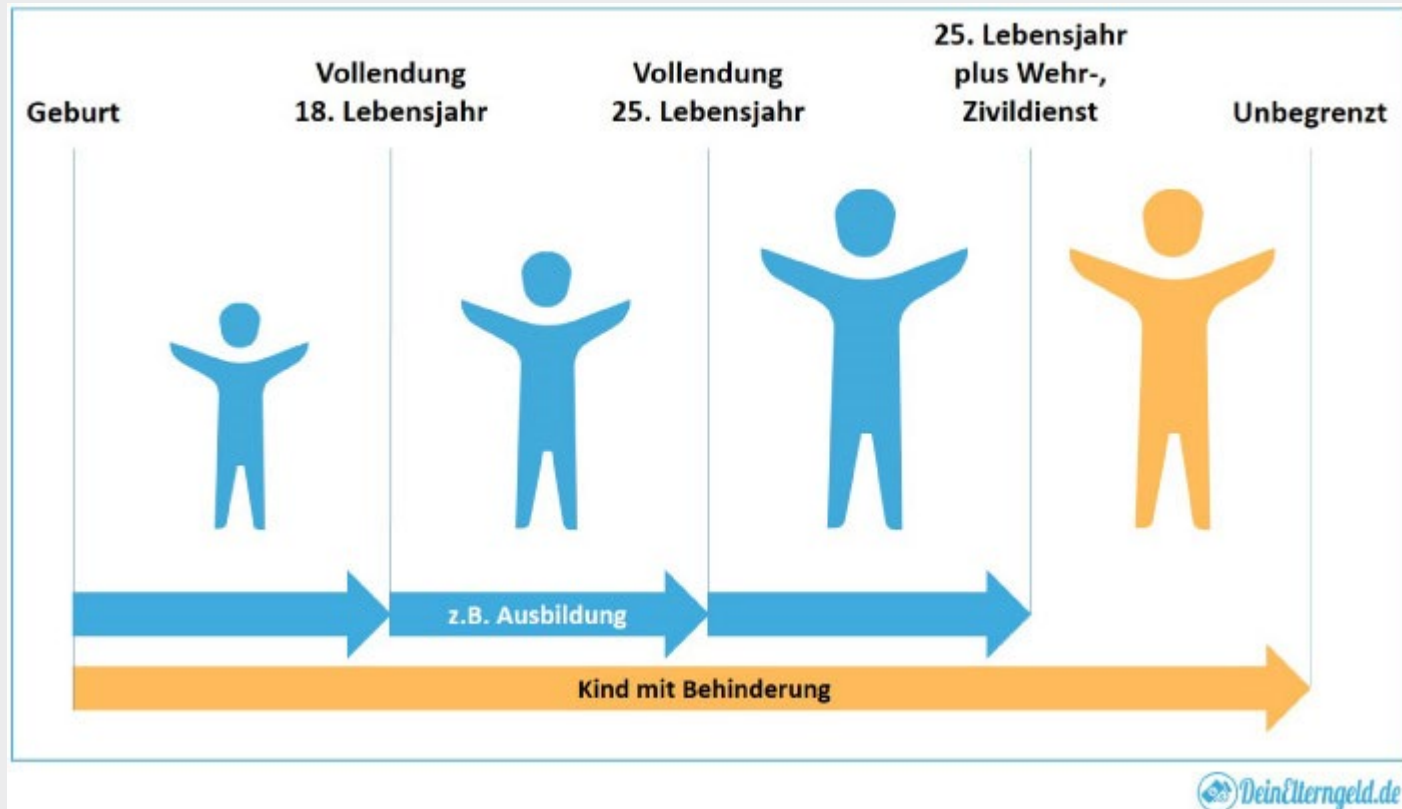 Geburt
Vollendung
18. Lebensjahr
Vollendung
25. Lebensjahr
25. Lebensjahr
plus Wehr-,
Zivildienst
Unbegrenzt
z.B. Ausbildung
Kind mit Behinderung
DeinElterngeld.de